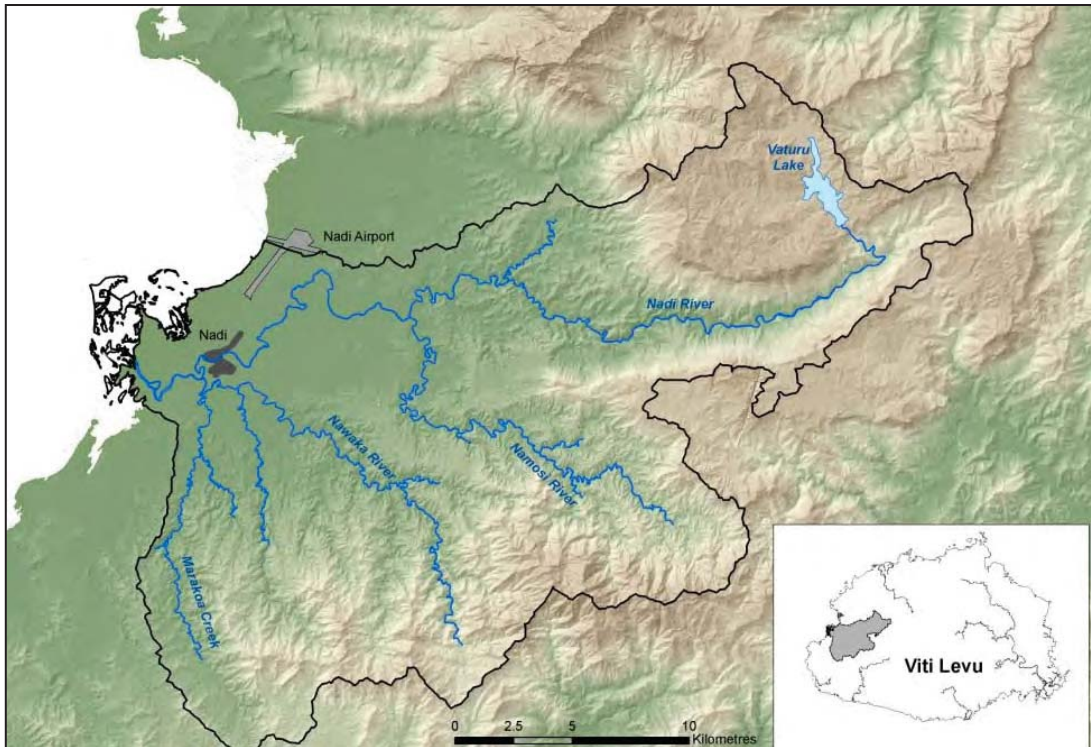 Vaturu
Lake
Nadi Airport
Nadi River
Nadi
Nawaka River
Namosi River
Marakoa Creek
0 2.5 5 10
Kilometres
Viti Levu